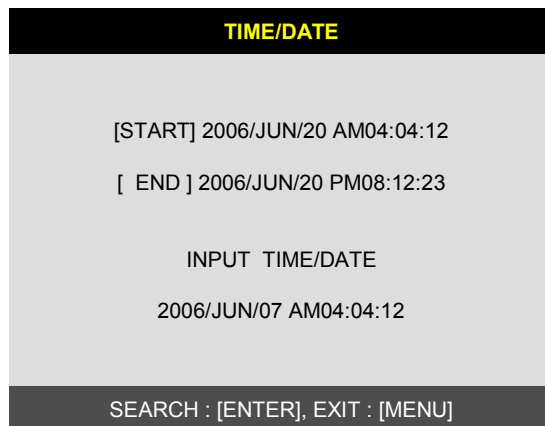 TIME/DATE
[START] 2006/JUN/20 AM04:04:12
[ END ] 2006/JUN/20 PM08:12:23
INPUT TIME/DATE
2006/JUN/07 AM04:04:12
SEARCH : [ENTER], EXIT : [MENU]